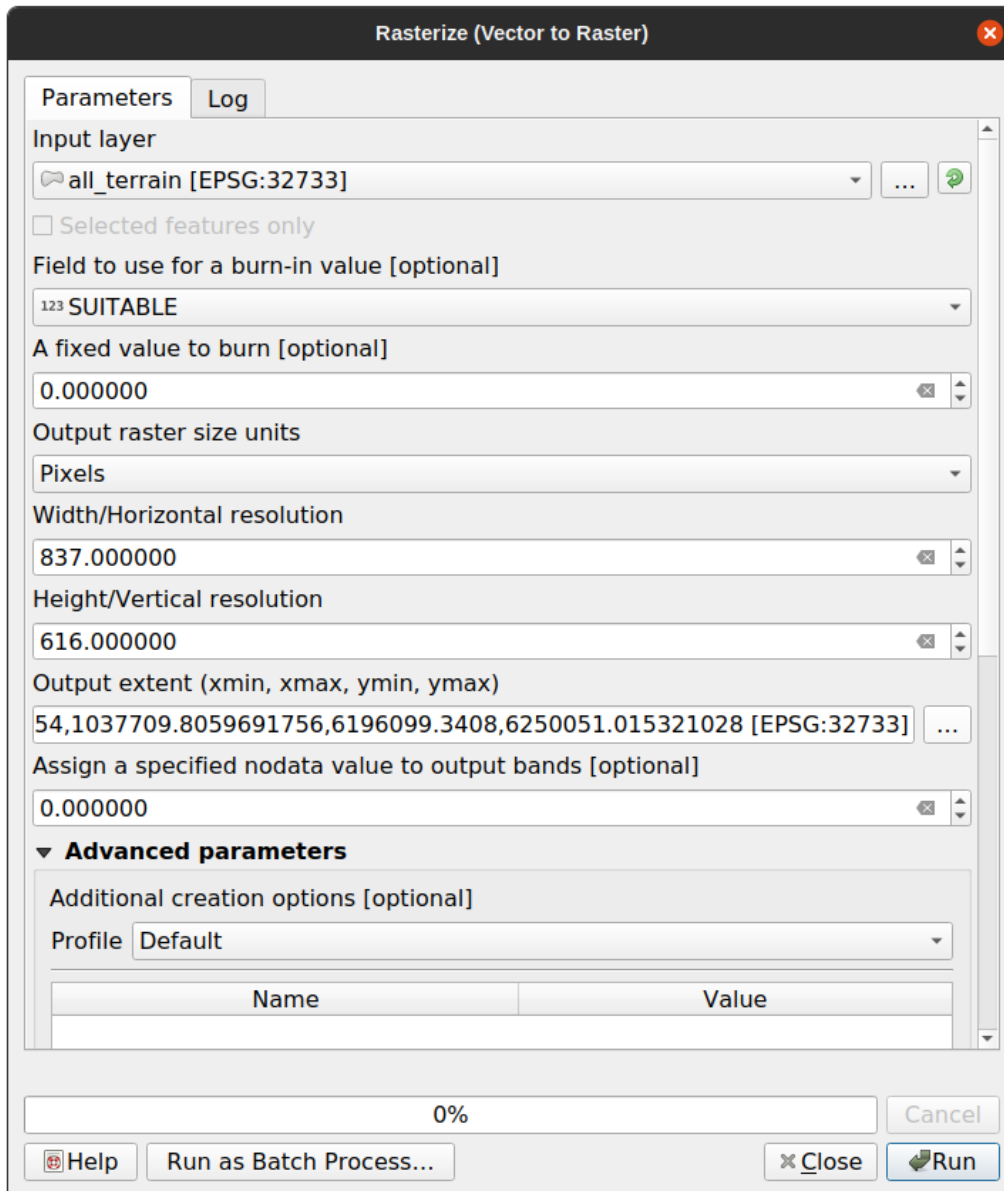 Rasterize (Vector to Raster)
Parameters Log
Input layer
all_terrain [EPSG:32733] ...
Selected features only
Field to use for a burn-in value [optional]
123 SUITABLE
A fixed value to burn [optional]
0.000000
Output raster size units
Pixels
Width/Horizontal resolution
837.000000
Height/Vertical resolution
616.000000
Output extent (xmin, xmax, ymin, ymax)
54,1037709.8059691756,6196099.3408,6250051.015321028 [EPSG:32733] ...
Assign a specified nodata value to output bands [optional]
0.000000
Advanced parameters
Additional creation options [optional]
Profile Default
Name Value
0% Cancel
Help Run as Batch Process... Close Run